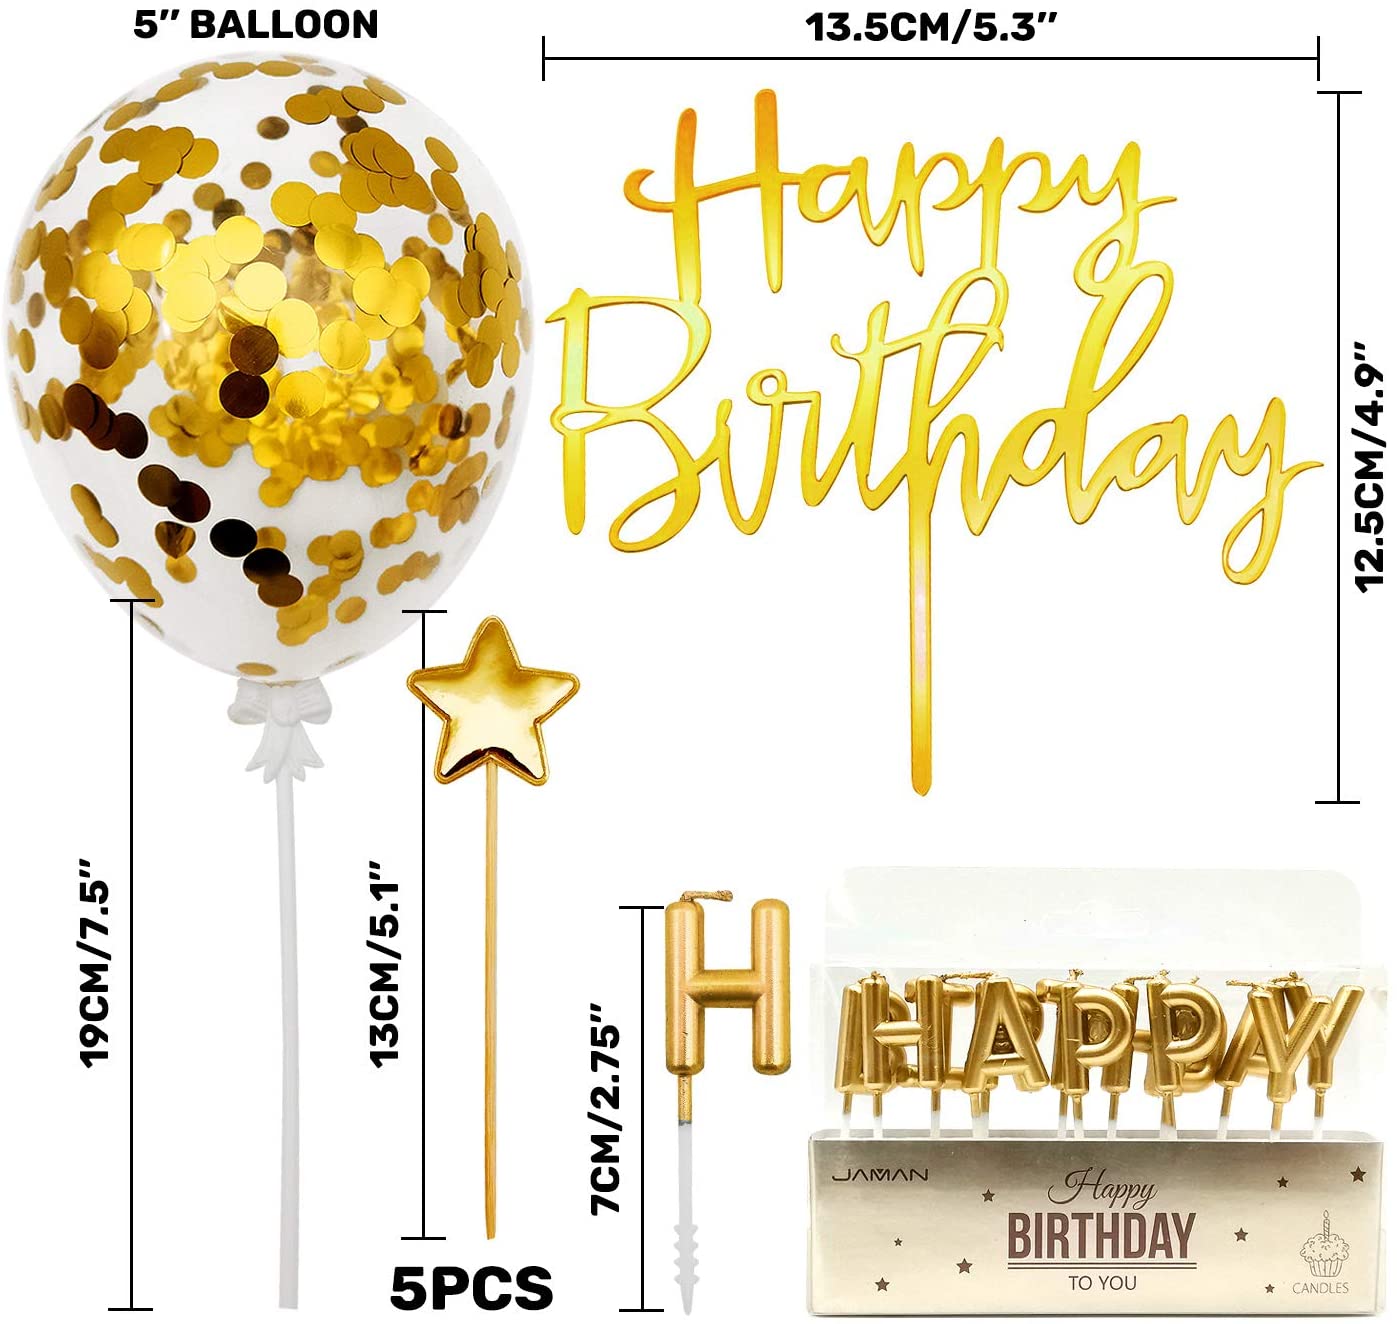 5″ BALLOON
13.5CM/5.3″
Happy
Birthday
12.5CM/4.9″
19CM/7.5″
13CM/5.1″
5PCS
7CM/2.75″
H
HAPPY
JAMAN
Happy
BIRTHDAY
TO YOU
CANDLES